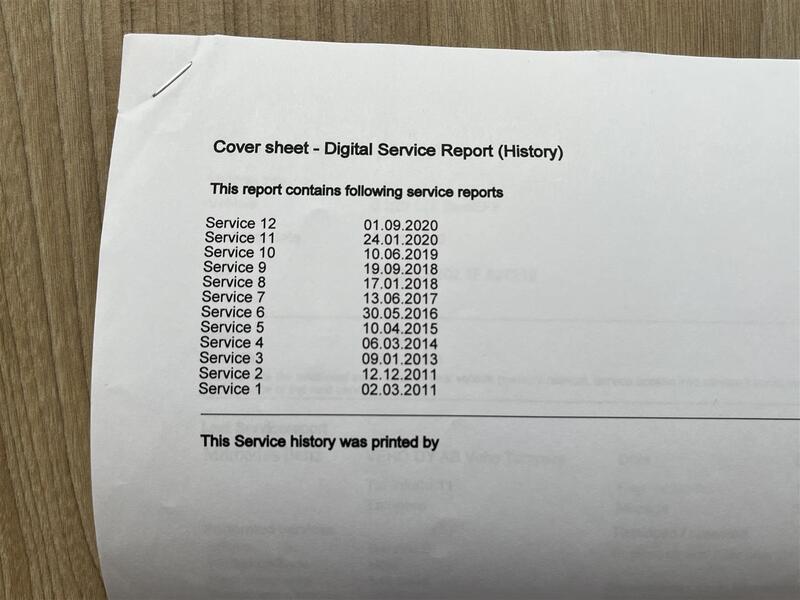 Cover sheet - Digital Service Report (History)
This report contains following service reports
Service 12 01.09.2020
Service 11 24.01.2020
Service 10 10.06.2019
Service 9 19.09.2018
Service 8 17.01.2018
Service 7 13.06.2017
Service 6 30.05.2016
Service 5 10.04.2015
Service 4 06.03.2014
Service 3 09.01.2013
Service 2 12.12.2011
Service 1 02.03.2011
This Service history was printed by